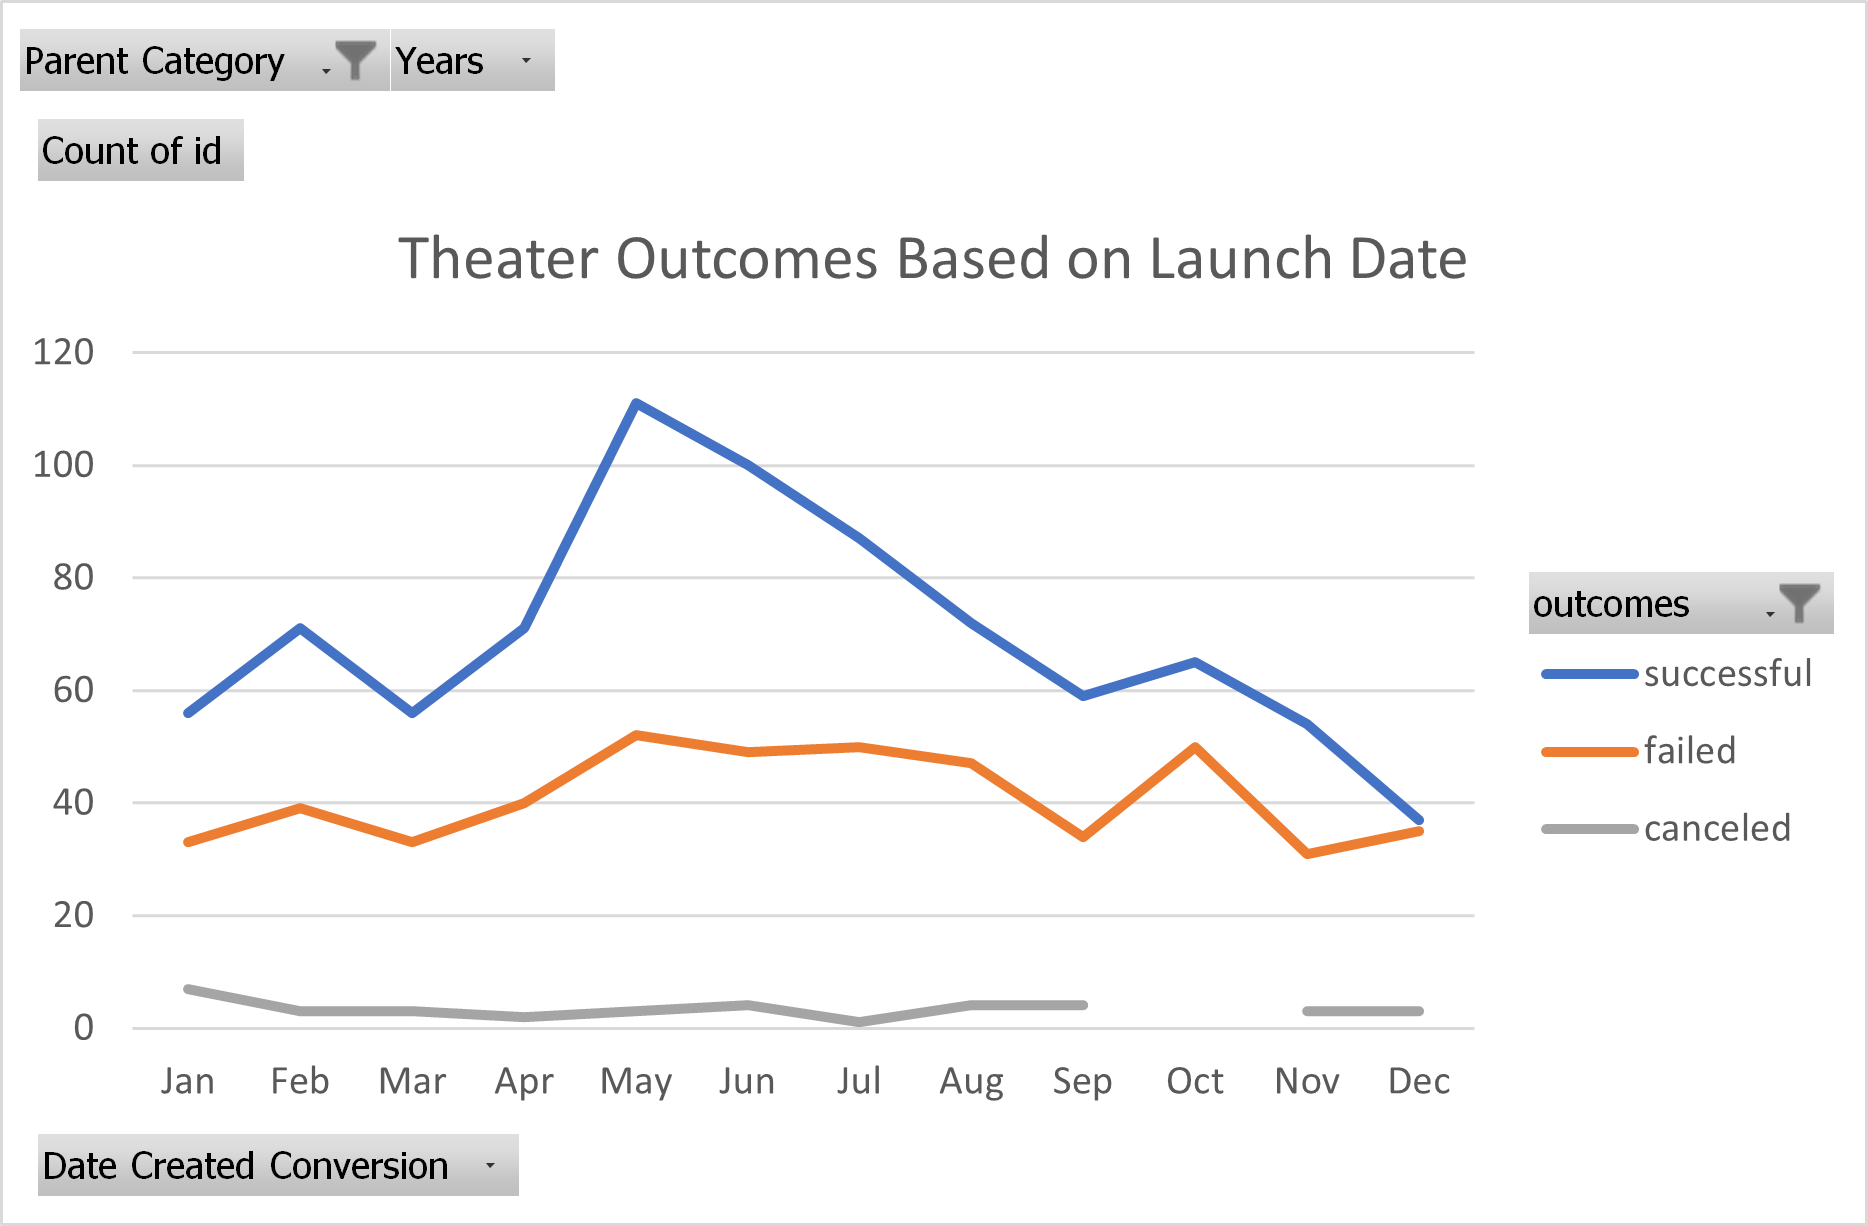 Parent Category Years
Count of id
Theater Outcomes Based on Launch Date
120
100
80
60
40
20
0
Jan Feb Mar Apr May Jun Jul Aug Sep Oct Nov Dec
outcomes
successful
failed
canceled
Date Created Conversion